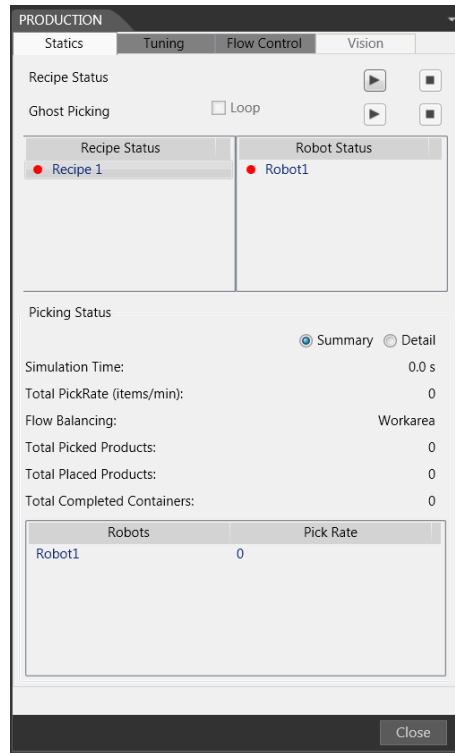 PRODUCTION
Statics Tuning Flow Control Vision
Recipe Status
Ghost Picking Loop
Recipe Status Robot Status
Recipe 1 Robot1
Picking Status
Summary Detail
Simulation Time: 0.0 s
Total PickRate (items/min): 0
Flow Balancing: Workarea
Total Picked Products: 0
Total Placed Products: 0
Total Completed Containers: 0
Robots Pick Rate
Robot1 0
Close